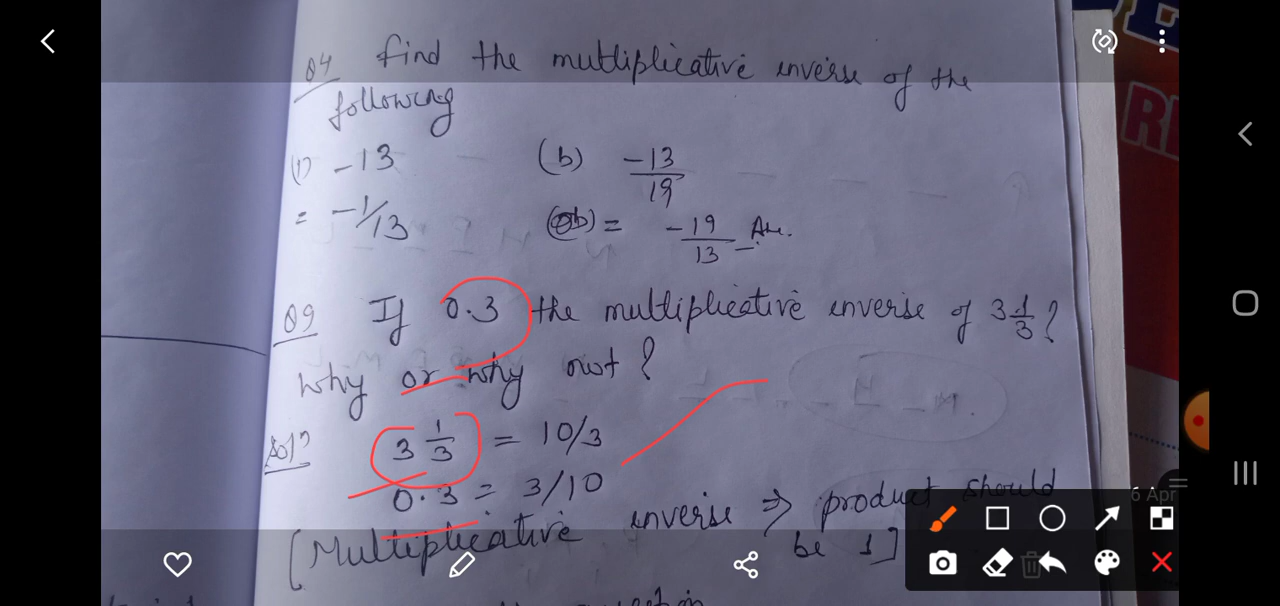 Q4 find the multiplicative inverse of the
following
(1) -13 (b) -13/19
= -1/13 (b) = -19/13 Ans.
Q9 If 0.3 the multiplicative inverse of 3 1/3?
why or why not?
Soln 3 1/3 = 10/3
0.3 = 3/10
[Multiplicative inverse ⇒ product should
be 1]
6 Apr